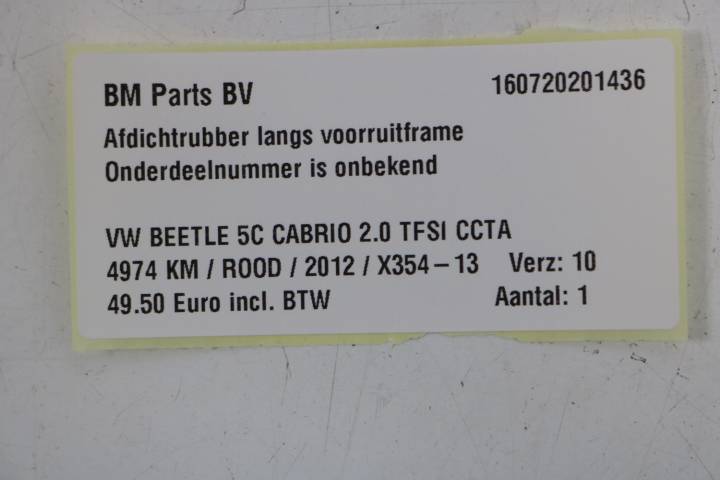 BM Parts BV 160720201436
Afdichtrubber langs voorruitframe
Onderdeelnummer is onbekend
VW BEETLE 5C CABRIO 2.0 TFSI CCTA
4974 KM / ROOD / 2012 / X354-13 Verz: 10
49.50 Euro incl. BTW Aantal: 1